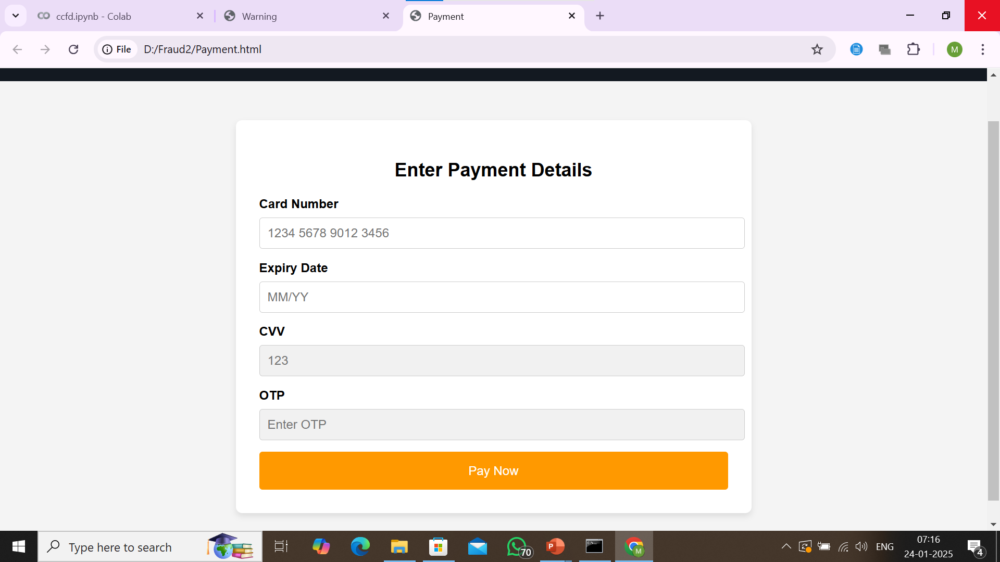 ccfd.ipynb - Colab
Warning
Payment
File
D:/Fraud2/Payment.html
M
Enter Payment Details
Card Number
1234 5678 9012 3456
Expiry Date
MM/YY
CVV
123
OTP
Enter OTP
Pay Now
Type here to search
70
P
M
ENG
07:16
24-01-2025
4